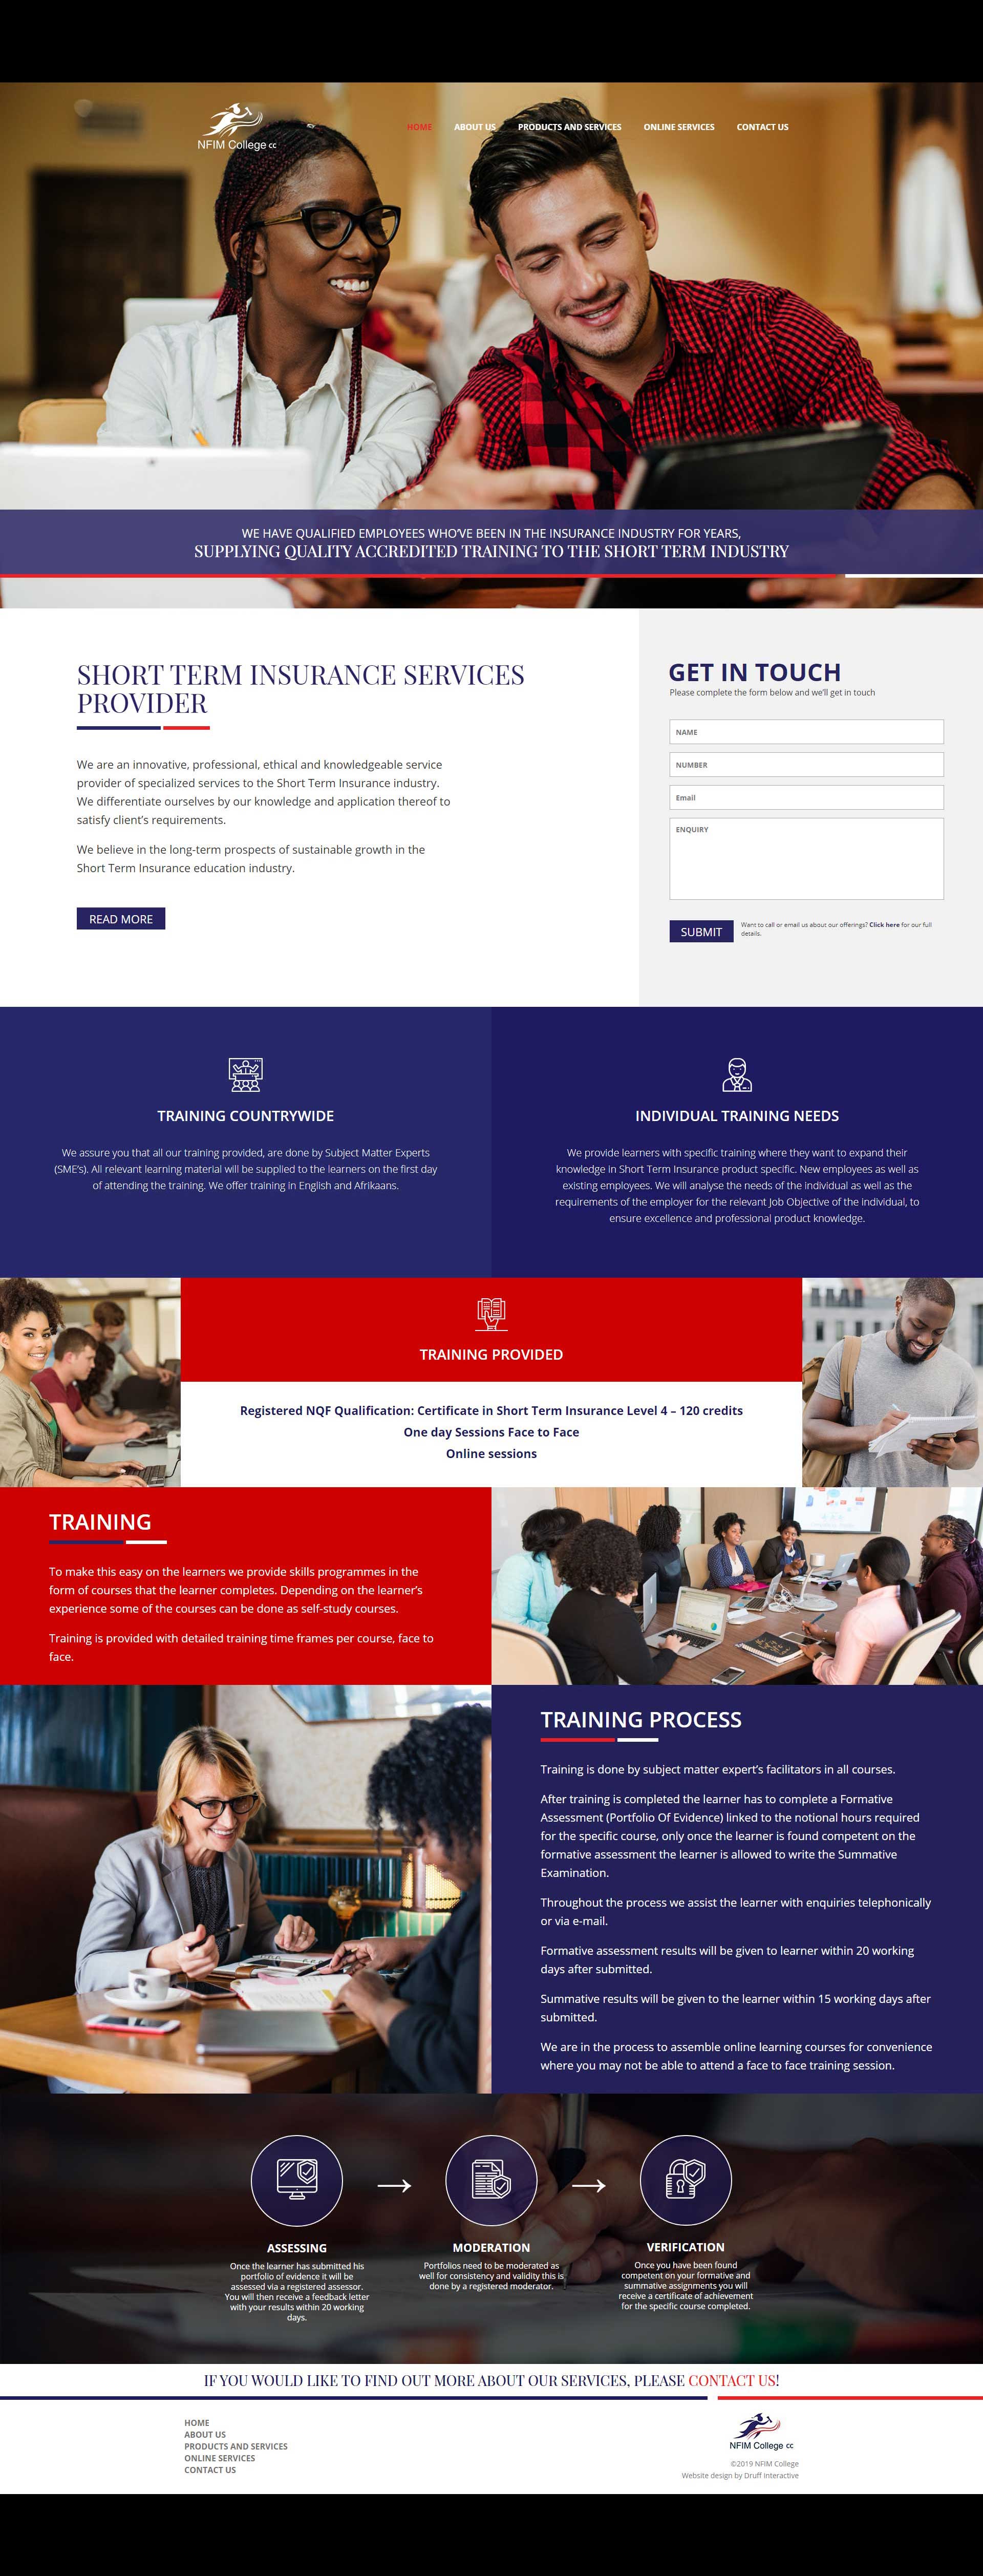 NFIM College cc
HOME
ABOUT US
PRODUCTS AND SERVICES
ONLINE SERVICES
CONTACT US
WE HAVE QUALIFIED EMPLOYEES WHO'VE BEEN IN THE INSURANCE INDUSTRY FOR YEARS,
SUPPLYING QUALITY ACCREDITED TRAINING TO THE SHORT TERM INDUSTRY
SHORT TERM INSURANCE SERVICES
PROVIDER
We are an innovative, professional, ethical and knowledgeable service
provider of specialized services to the Short Term Insurance industry.
We differentiate ourselves by our knowledge and application thereof to
satisfy client's requirements.
We believe in the long-term prospects of sustainable growth in the
Short Term Insurance education industry.
READ MORE
GET IN TOUCH
Please complete the form below and we'll get in touch
NAME
NUMBER
Email
ENQUIRY
SUBMIT
Want to call or email us about our offerings? Click here for our full
details.
TRAINING COUNTRYWIDE
We assure you that all our training provided, are done by Subject Matter Experts
(SME's). All relevant learning material will be supplied to the learners on the first day
of attending the training. We offer training in English and Afrikaans.
INDIVIDUAL TRAINING NEEDS
We provide learners with specific training where they want to expand their
knowledge in Short Term Insurance product specific. New employees as well as
existing employees. We will analyse the needs of the individual as well as the
requirements of the employer for the relevant Job Objective of the individual, to
ensure excellence and professional product knowledge.
TRAINING PROVIDED
Registered NQF Qualification: Certificate in Short Term Insurance Level 4 – 120 credits
One day Sessions Face to Face
Online sessions
TRAINING
To make this easy on the learners we provide skills programmes in the
form of courses that the learner completes. Depending on the learner's
experience some of the courses can be done as self-study courses.
Training is provided with detailed training time frames per course, face to
face.
TRAINING PROCESS
Training is done by subject matter expert's facilitators in all courses.
After training is completed the learner has to complete a Formative
Assessment (Portfolio Of Evidence) linked to the notional hours required
for the specific course, only once the learner is found competent on the
formative assessment the learner is allowed to write the Summative
Examination.
Throughout the process we assist the learner with enquiries telephonically
or via e-mail.
Formative assessment results will be given to learner within 20 working
days after submitted.
Summative results will be given to the learner within 15 working days after
submitted.
We are in the process to assemble online learning courses for convenience
where you may not be able to attend a face to face training session.
ASSESSING
Once the learner has submitted his
portfolio of evidence it will be
assessed via a registered assessor.
You will then receive a feedback letter
with your results within 20 working
days.
MODERATION
Portfolios need to be moderated as
well for consistency and validity this is
done by a registered moderator.
VERIFICATION
Once you have been found
competent on your formative and
summative assignments you will
receive a certificate of achievement
for the specific course completed.
IF YOU WOULD LIKE TO FIND OUT MORE ABOUT OUR SERVICES, PLEASE CONTACT US!
HOME
ABOUT US
PRODUCTS AND SERVICES
ONLINE SERVICES
CONTACT US
NFIM College cc
©2019 NFIM College
Website design by Druff Interactive